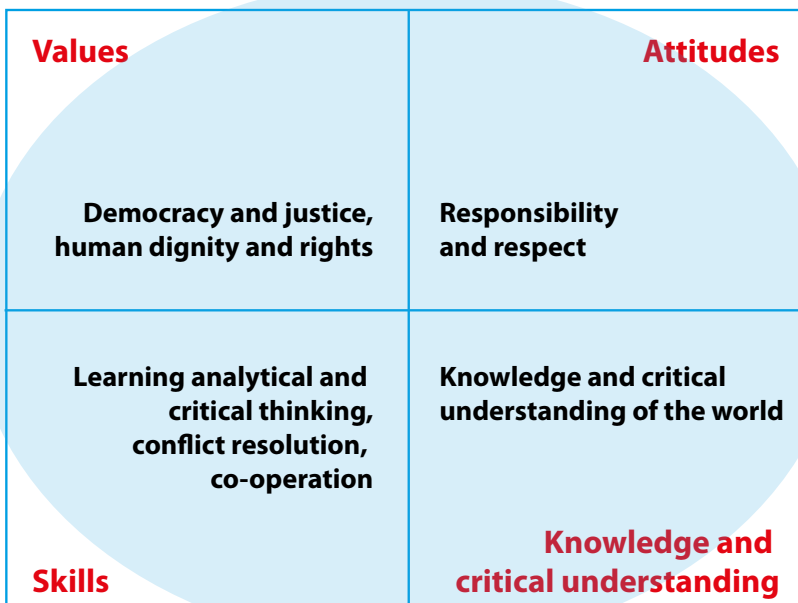 Values
Attitudes
Democracy and justice,
human dignity and rights
Responsibility
and respect
Learning analytical and
critical thinking,
conflict resolution,
co-operation
Knowledge and critical
understanding of the world
Skills
Knowledge and
critical understanding